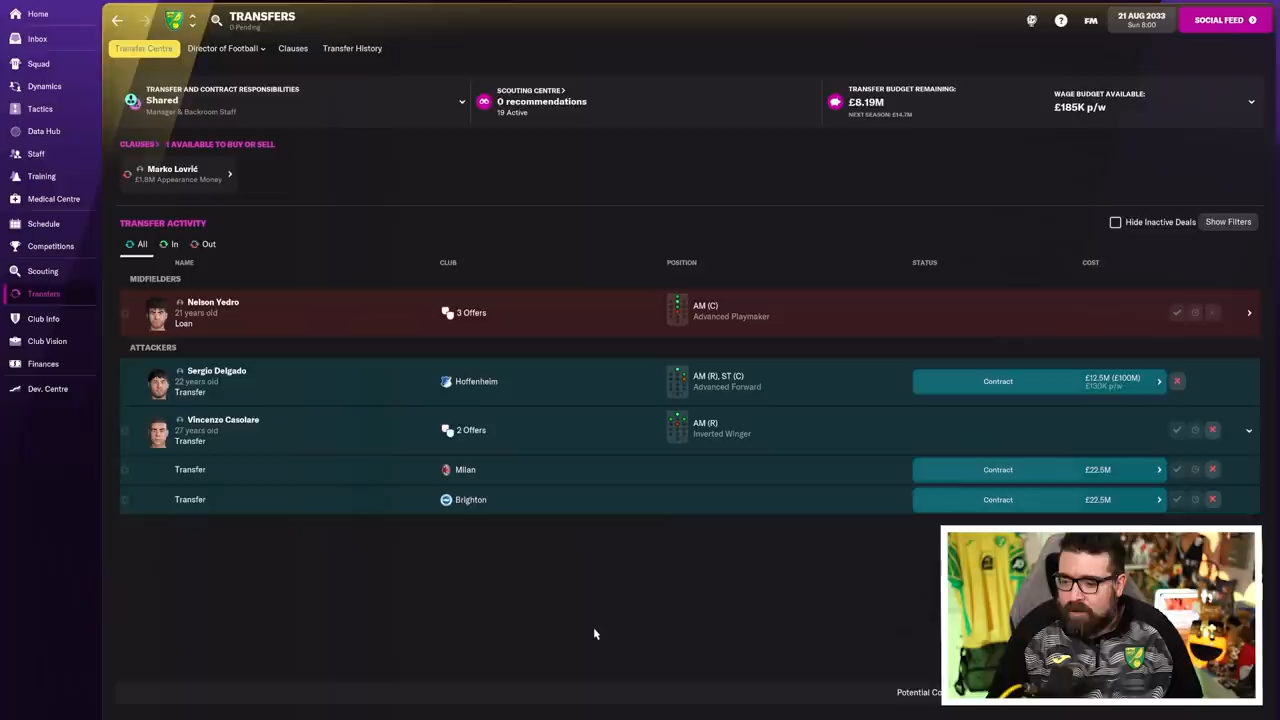 Home
Inbox
Squad
Dynamics
Tactics
Data Hub
Staff
Training
Medical Centre
Schedule
Competitions
Scouting
Transfers
Club Info
Club Vision
Finances
Dev. Centre
TRANSFERS
0 Pending
FM
21 AUG 2033
Sun 8:00
SOCIAL FEED
Transfer Centre
Director of Football
Clauses
Transfer History
TRANSFER AND CONTRACT RESPONSIBILITIES
Shared
Manager & Backroom Staff
SCOUTING CENTRE >
0 recommendations
19 Active
TRANSFER BUDGET REMAINING:
£8.19M
NEXT SEASON: £14.7M
WAGE BUDGET AVAILABLE:
£185K p/w
CLAUSES > 1 AVAILABLE TO BUY OR SELL
Marko Lovrić
£1.8M Appearance Money
TRANSFER ACTIVITY
Hide Inactive Deals
Show Filters
All In Out
NAME CLUB POSITION STATUS COST
MIDFIELDERS
Nelson Yedro
21 years old
Loan
3 Offers
AM (C)
Advanced Playmaker
ATTACKERS
Sergio Delgado
22 years old
Transfer
Hoffenheim
AM (R), ST (C)
Advanced Forward
Contract
£12.5M (£100M)
£130K p/w
Vincenzo Casolare
27 years old
Transfer
2 Offers
AM (R)
Inverted Winger
Transfer Milan Contract £22.5M
Transfer Brighton Contract £22.5M
Potential